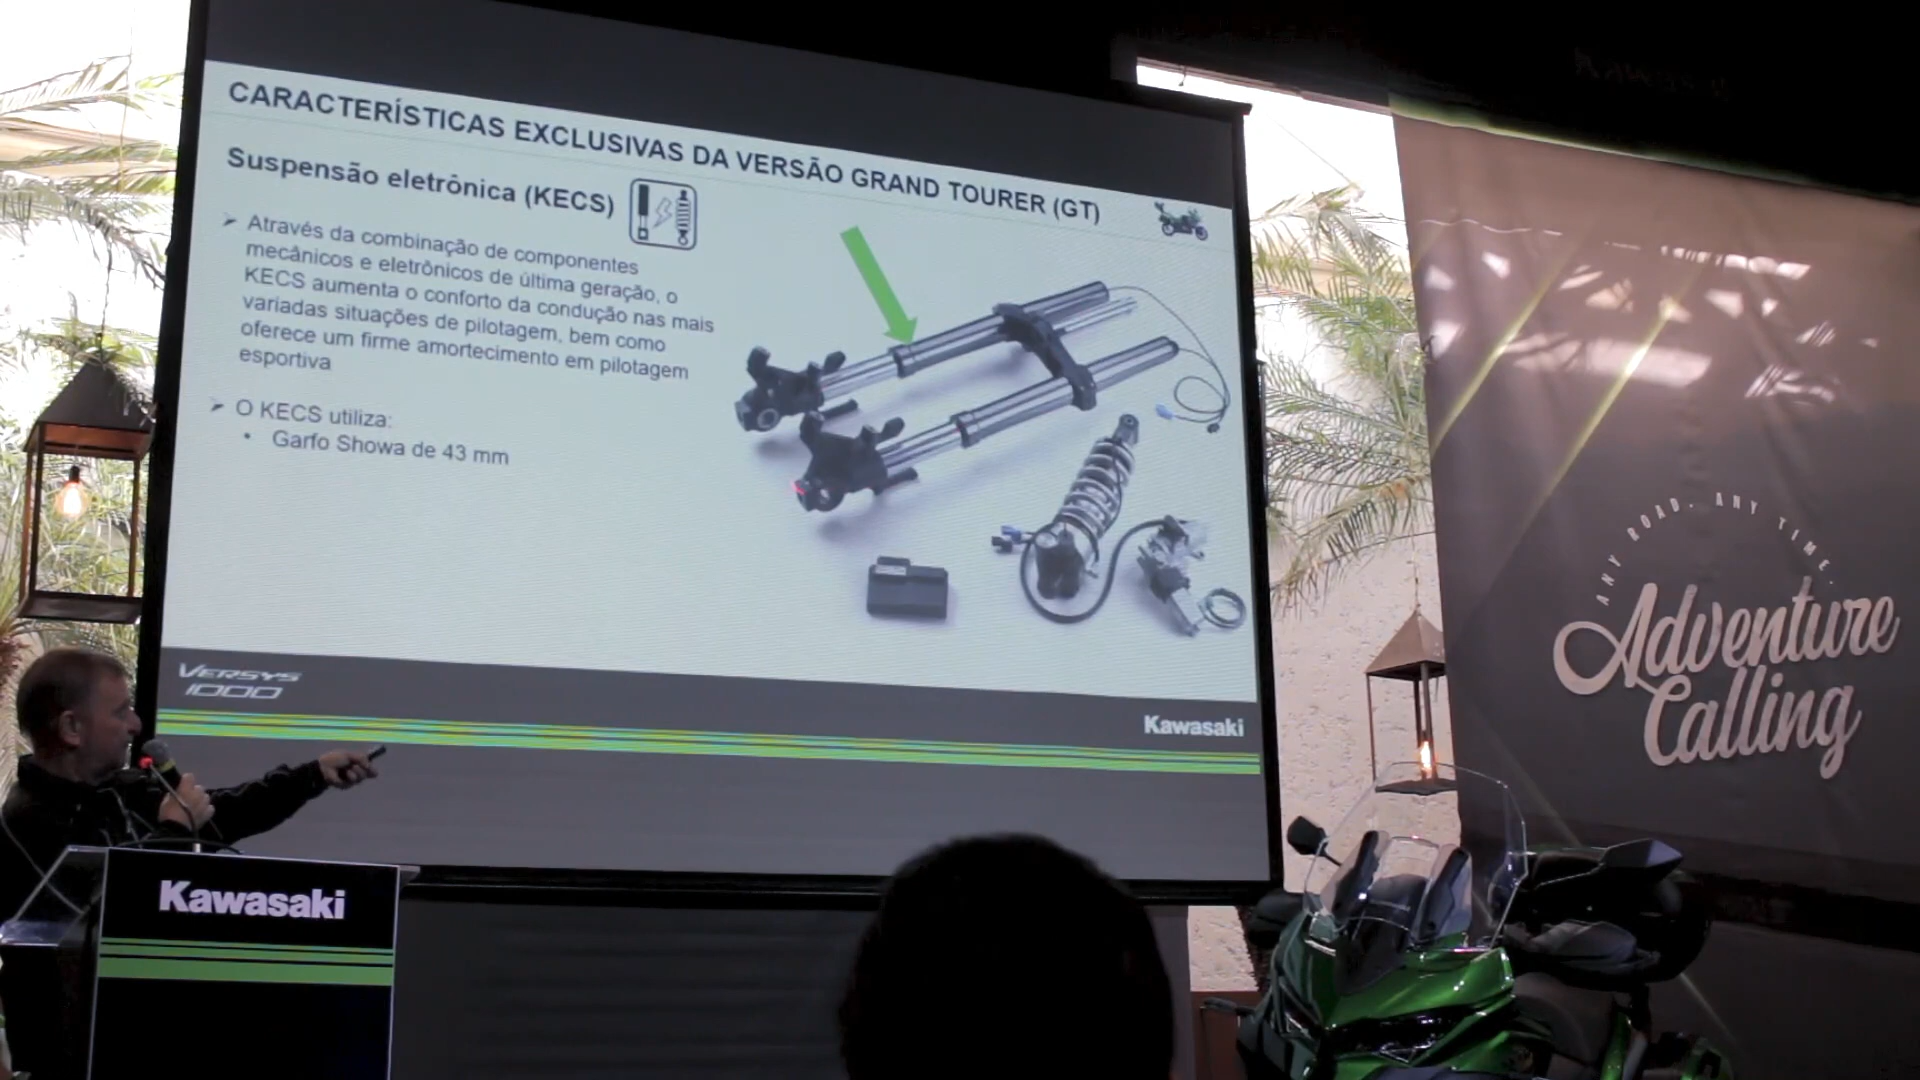 CARACTERÍSTICAS EXCLUSIVAS DA VERSÃO GRAND TOURER (GT)
Suspensão eletrônica (KECS)
➢ Através da combinação de componentes
mecânicos e eletrônicos de última geração, o
KECS aumenta o conforto da condução nas mais
variadas situações de pilotagem, bem como
oferece um firme amortecimento em pilotagem
esportiva
➢ O KECS utiliza:
• Garfo Showa de 43 mm
VERSYS
1000
Kawasaki
Kawasaki
ANY ROAD. ANY TIME.
Adventure
Calling